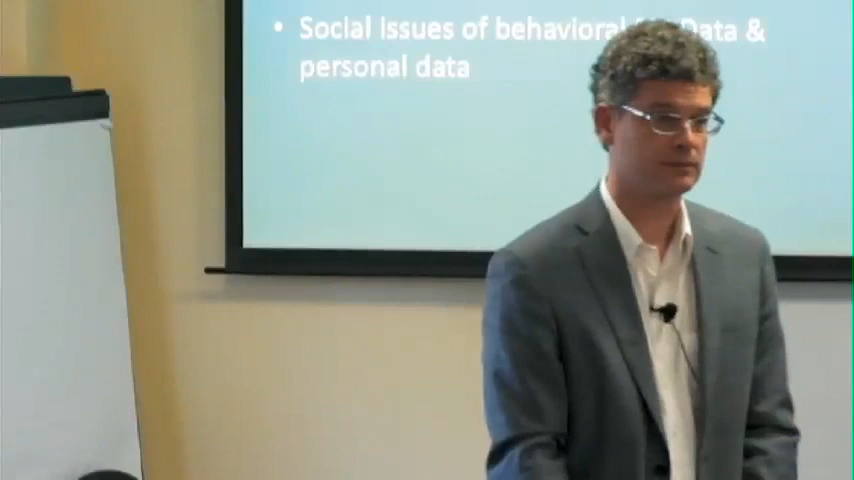 • Social issues of behavioral Data &
personal data